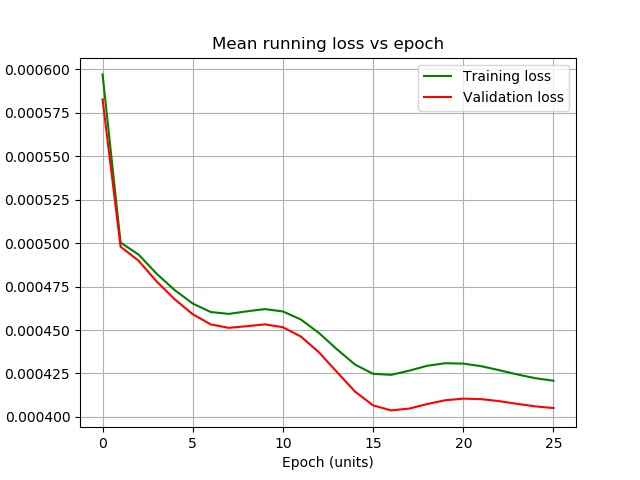 Mean running loss vs epoch
Training loss
Validation loss
0.000600
0.000575
0.000550
0.000525
0.000500
0.000475
0.000450
0.000425
0.000400
0 5 10 15 20 25
Epoch (units)